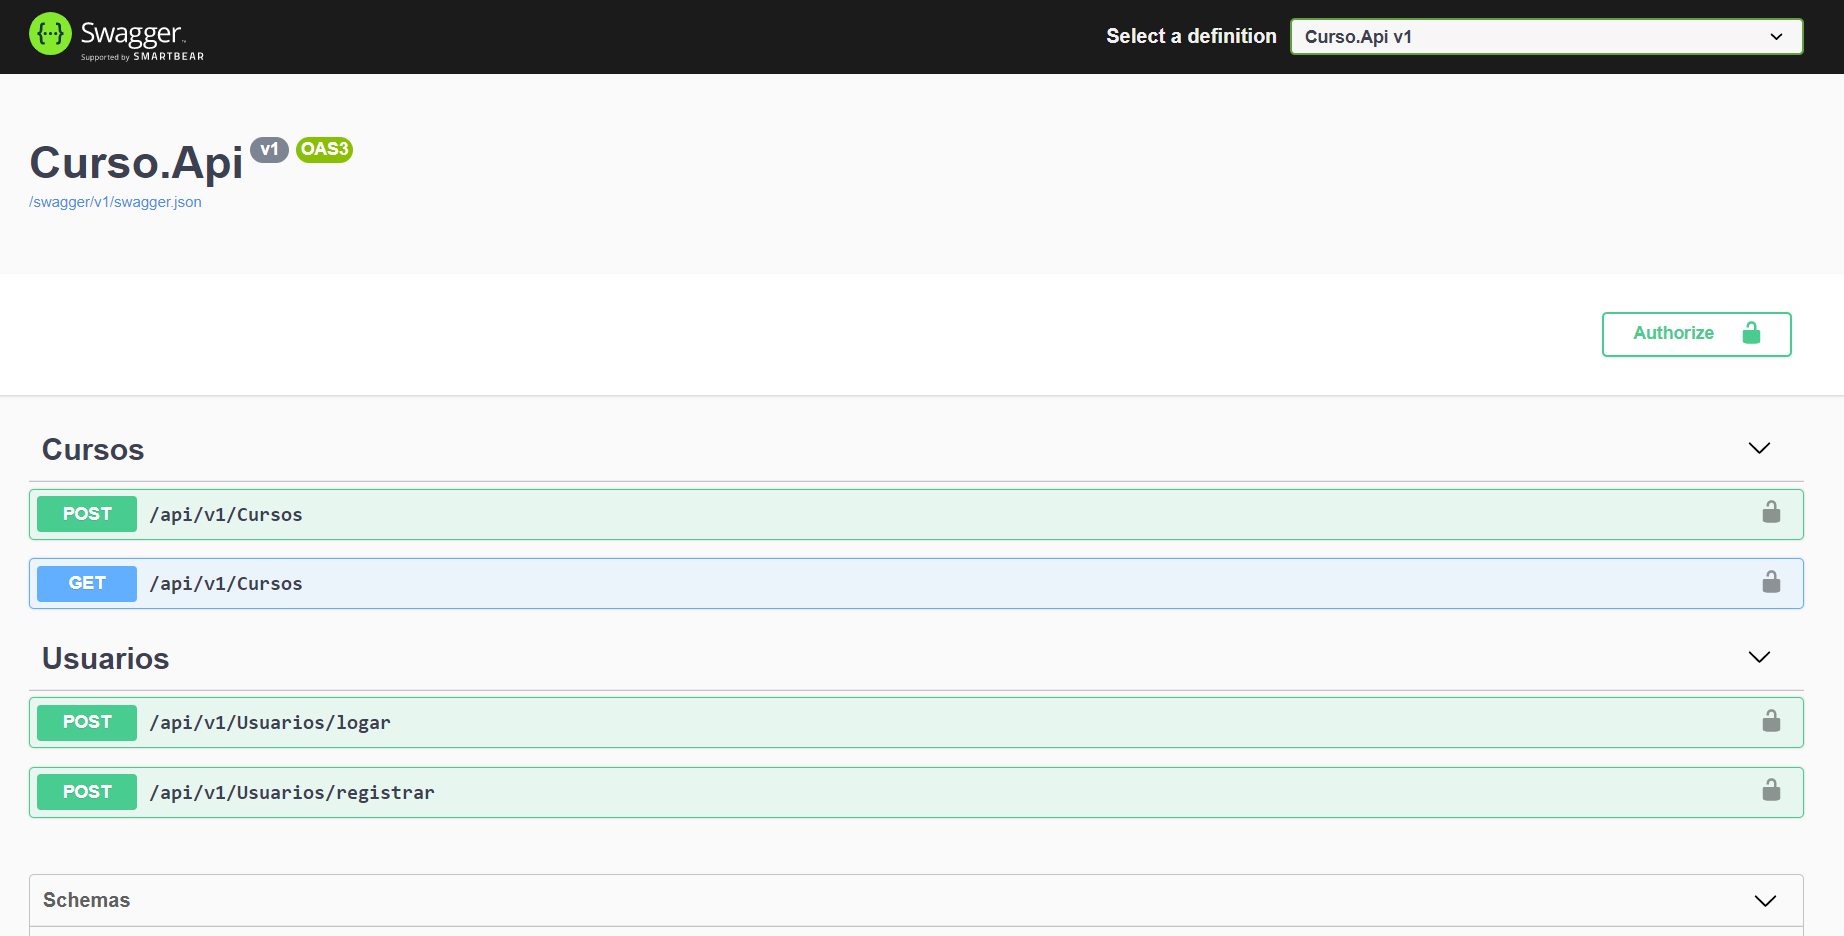 Swagger™
Supported by SMARTBEAR
Select a definition
Curso.Api v1
Curso.Api v1 OAS3
/swagger/v1/swagger.json
Authorize
Cursos
POST /api/v1/Cursos
GET /api/v1/Cursos
Usuarios
POST /api/v1/Usuarios/logar
POST /api/v1/Usuarios/registrar
Schemas